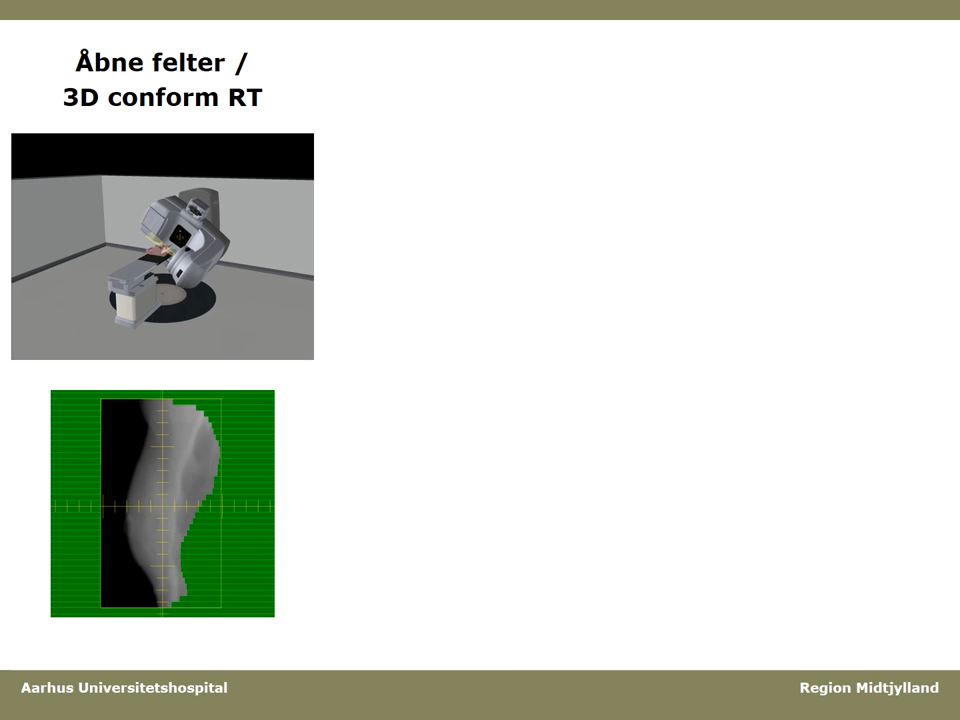 Åbne felter /
3D conform RT
Aarhus Universitetshospital
Region Midtjylland